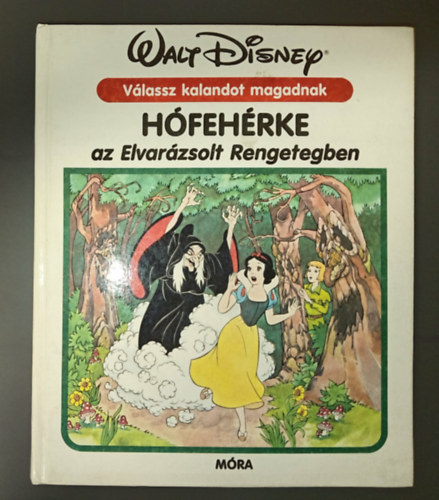 WALT DISNEY®
Válassz kalandot magadnak
HÓFEHÉRKE
az Elvarázsolt Rengetegben
MÓRA